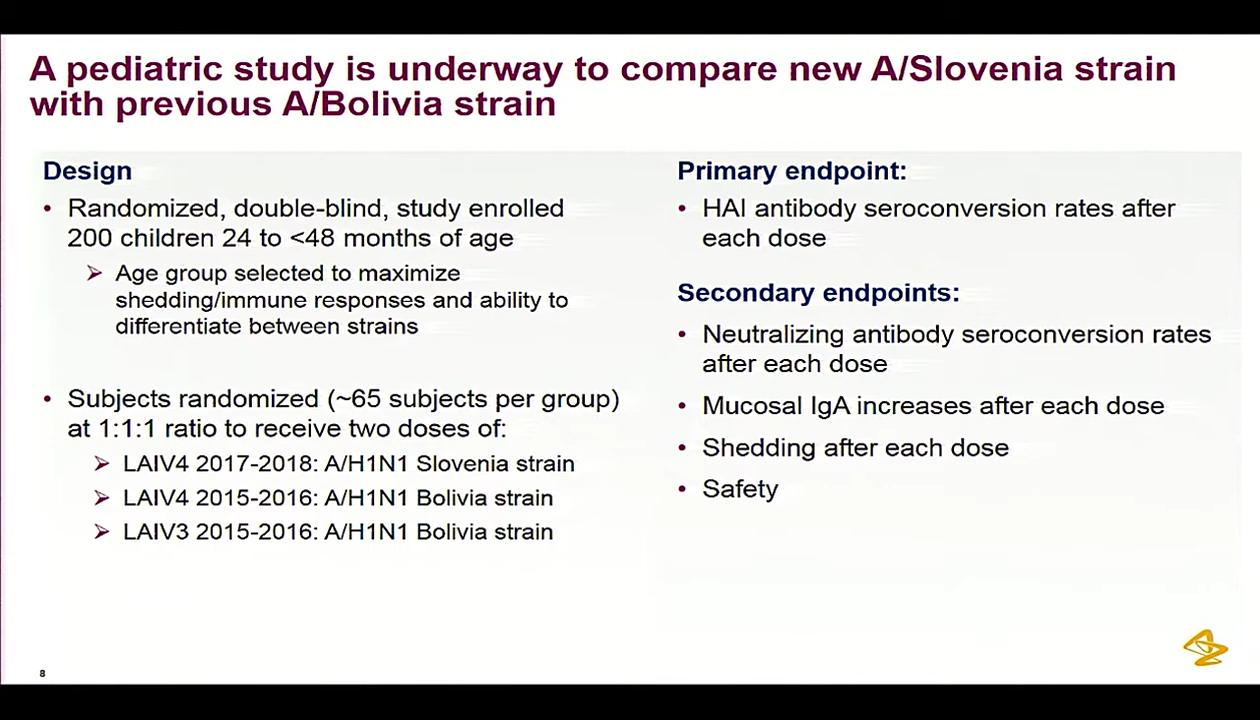 A pediatric study is underway to compare new A/Slovenia strain
with previous A/Bolivia strain
Design
• Randomized, double-blind, study enrolled
200 children 24 to <48 months of age
➢ Age group selected to maximize
shedding/immune responses and ability to
differentiate between strains
• Subjects randomized (~65 subjects per group)
at 1:1:1 ratio to receive two doses of:
➢ LAIV4 2017-2018: A/H1N1 Slovenia strain
➢ LAIV4 2015-2016: A/H1N1 Bolivia strain
➢ LAIV3 2015-2016: A/H1N1 Bolivia strain
Primary endpoint:
• HAI antibody seroconversion rates after
each dose
Secondary endpoints:
• Neutralizing antibody seroconversion rates
after each dose
• Mucosal IgA increases after each dose
• Shedding after each dose
• Safety
8